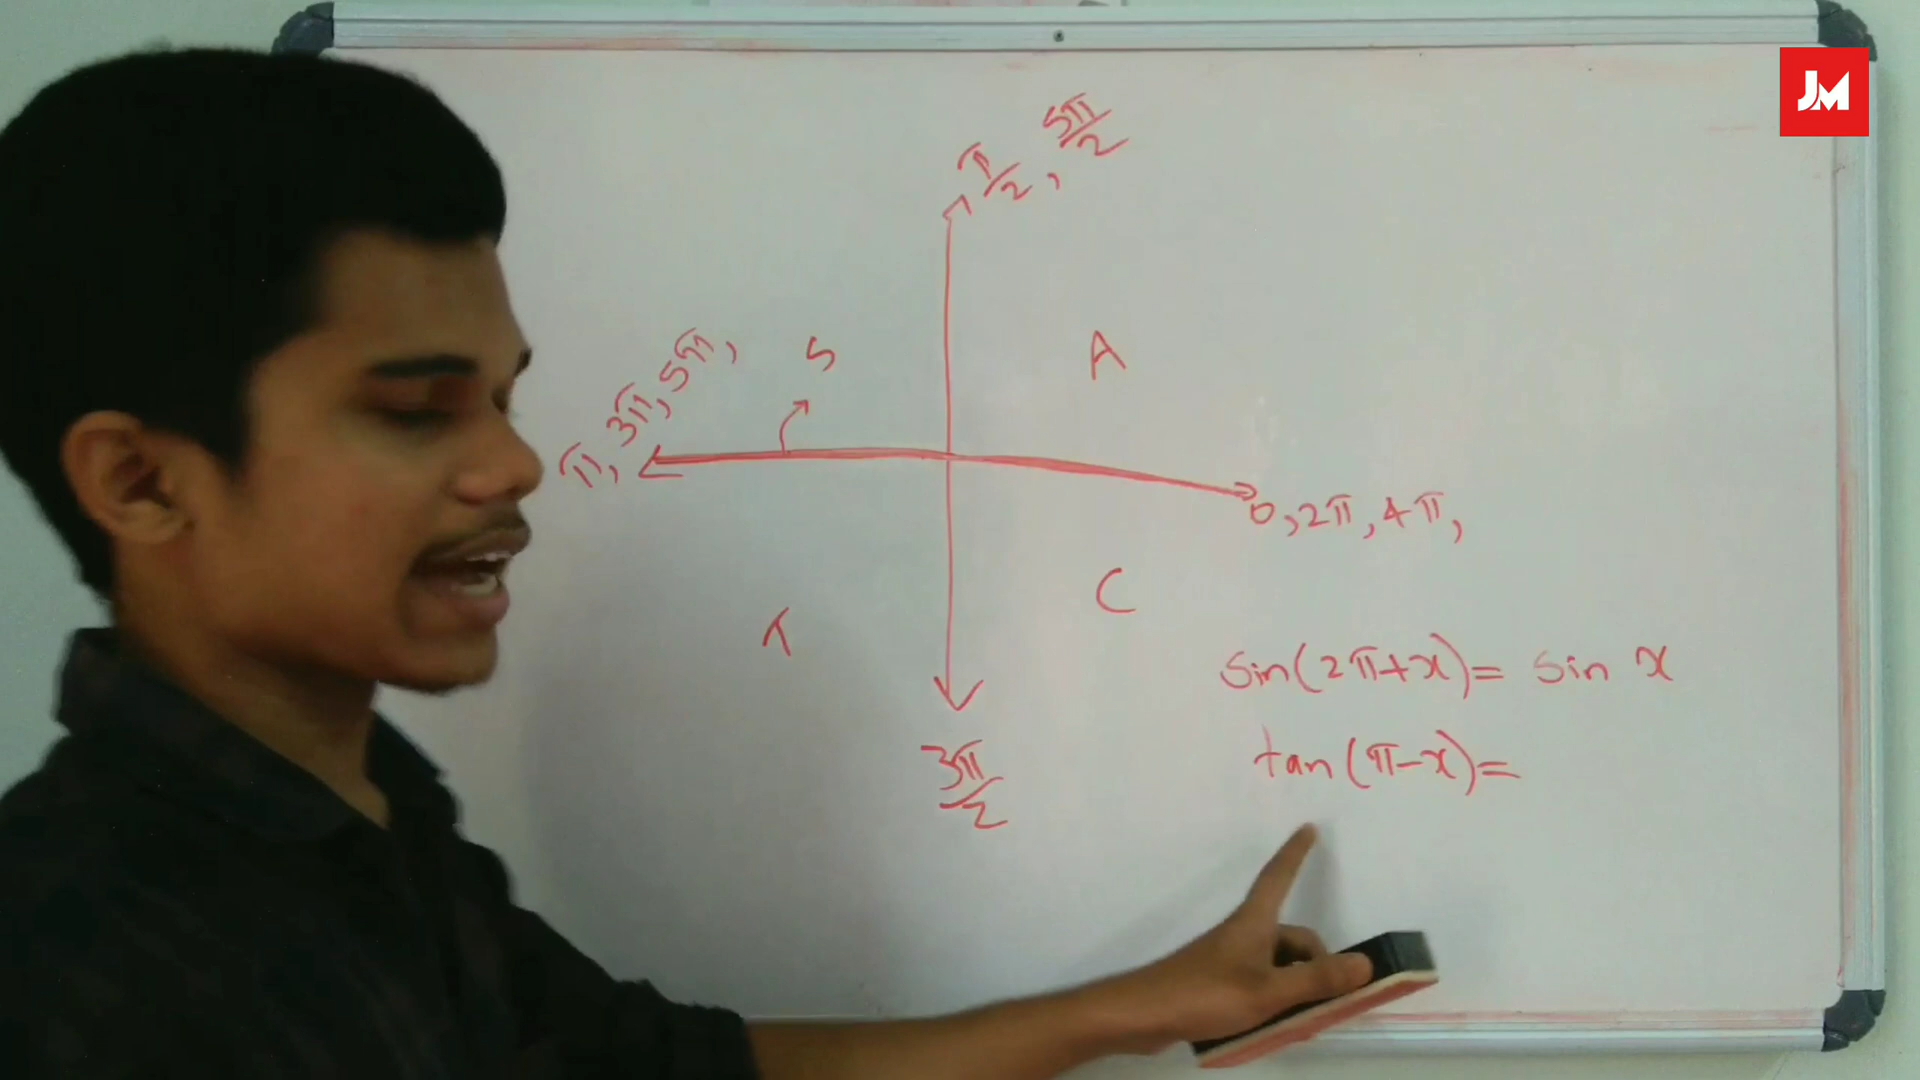 JM
π/2, 5π/2
S
A
π, 3π, 5π,
0, 2π, 4π,
T
C
sin(2π+x)= sin x
tan(π-x)=
3π/2